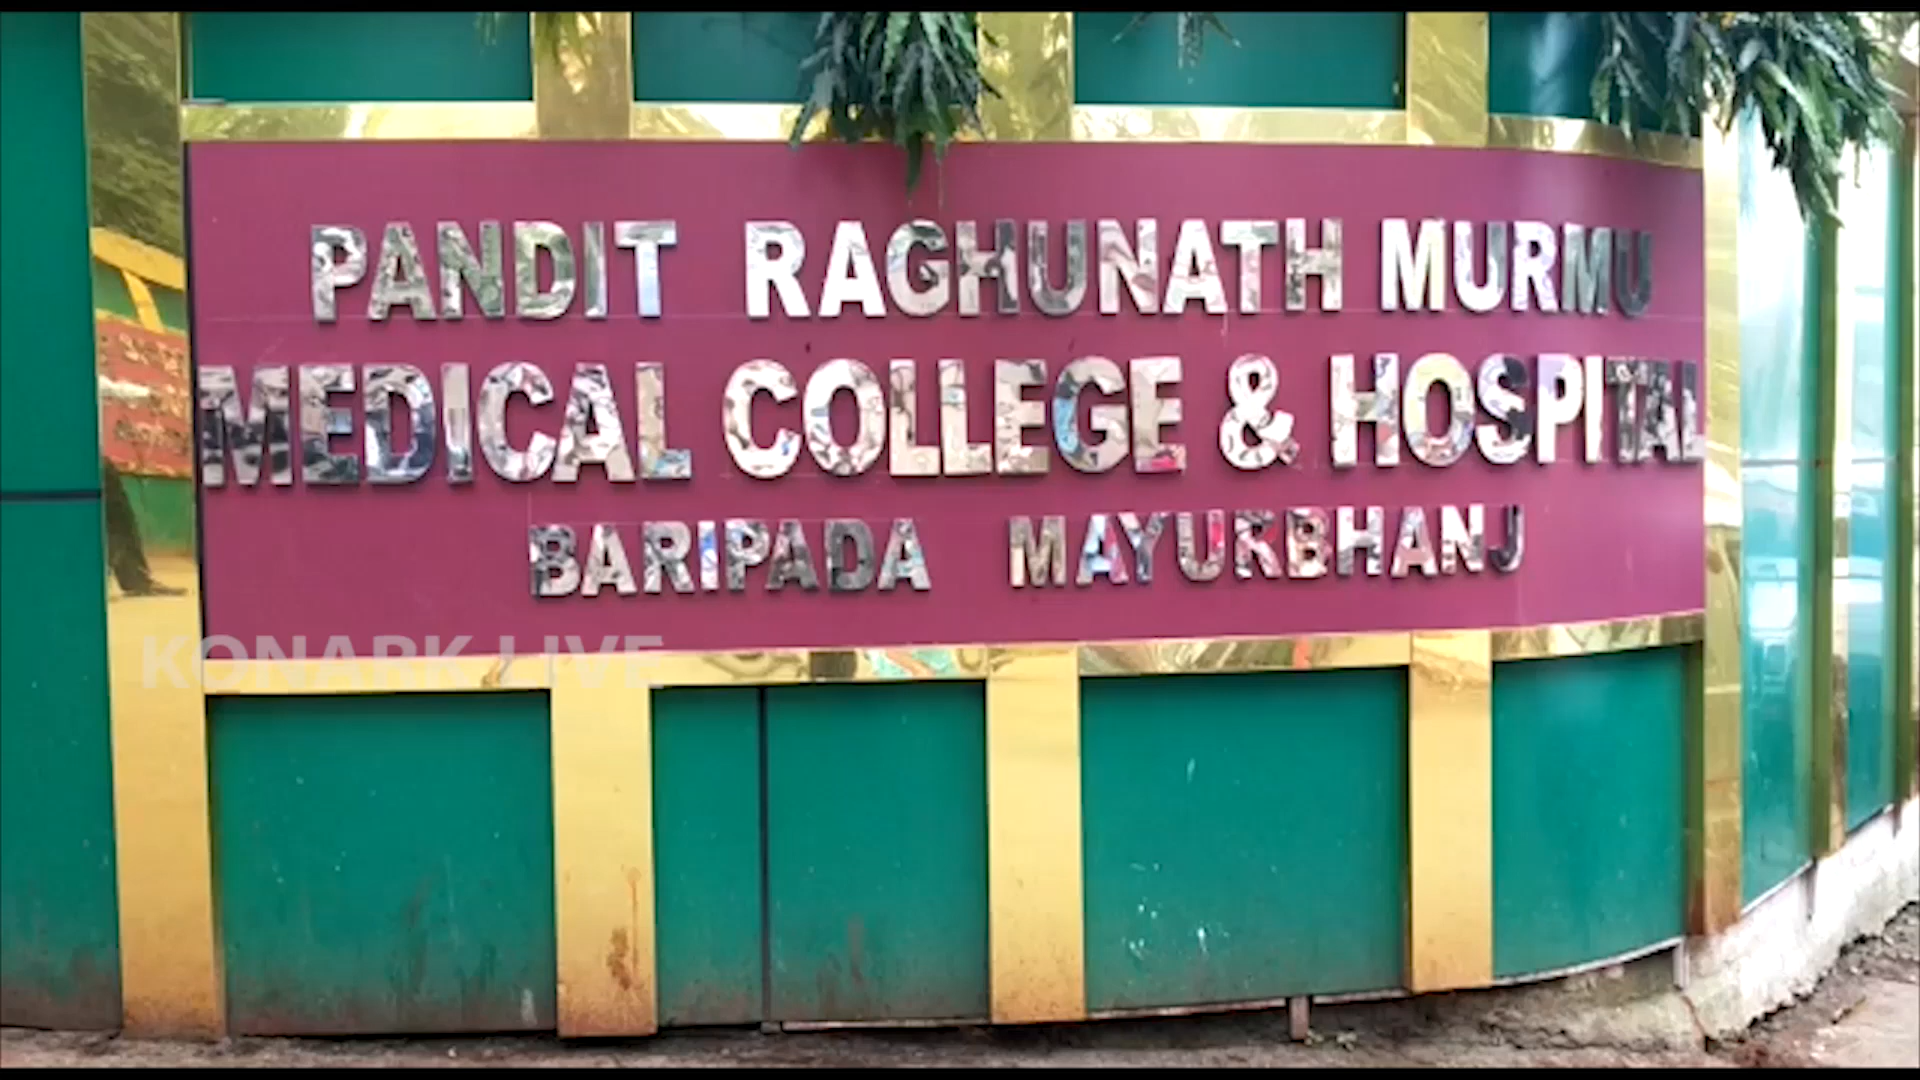 PANDIT RAGHUNATH MURMU
MEDICAL COLLEGE & HOSPITAL
BARIPADA MAYURBHANJ
KONARK LIVE